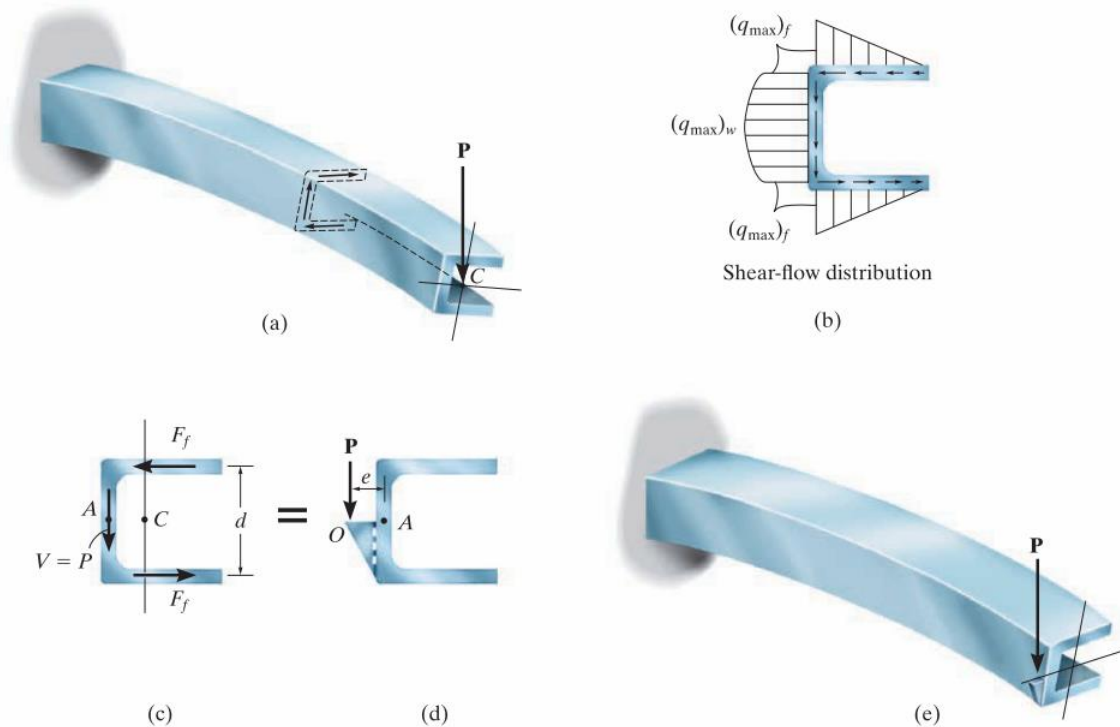 P
C
(a)
(q_max)_f
(q_max)_w
(q_max)_f
Shear-flow distribution
(b)
F_f
A
C
d
V = P
F_f
(c)
=
P
e
O
A
(d)
P
(e)